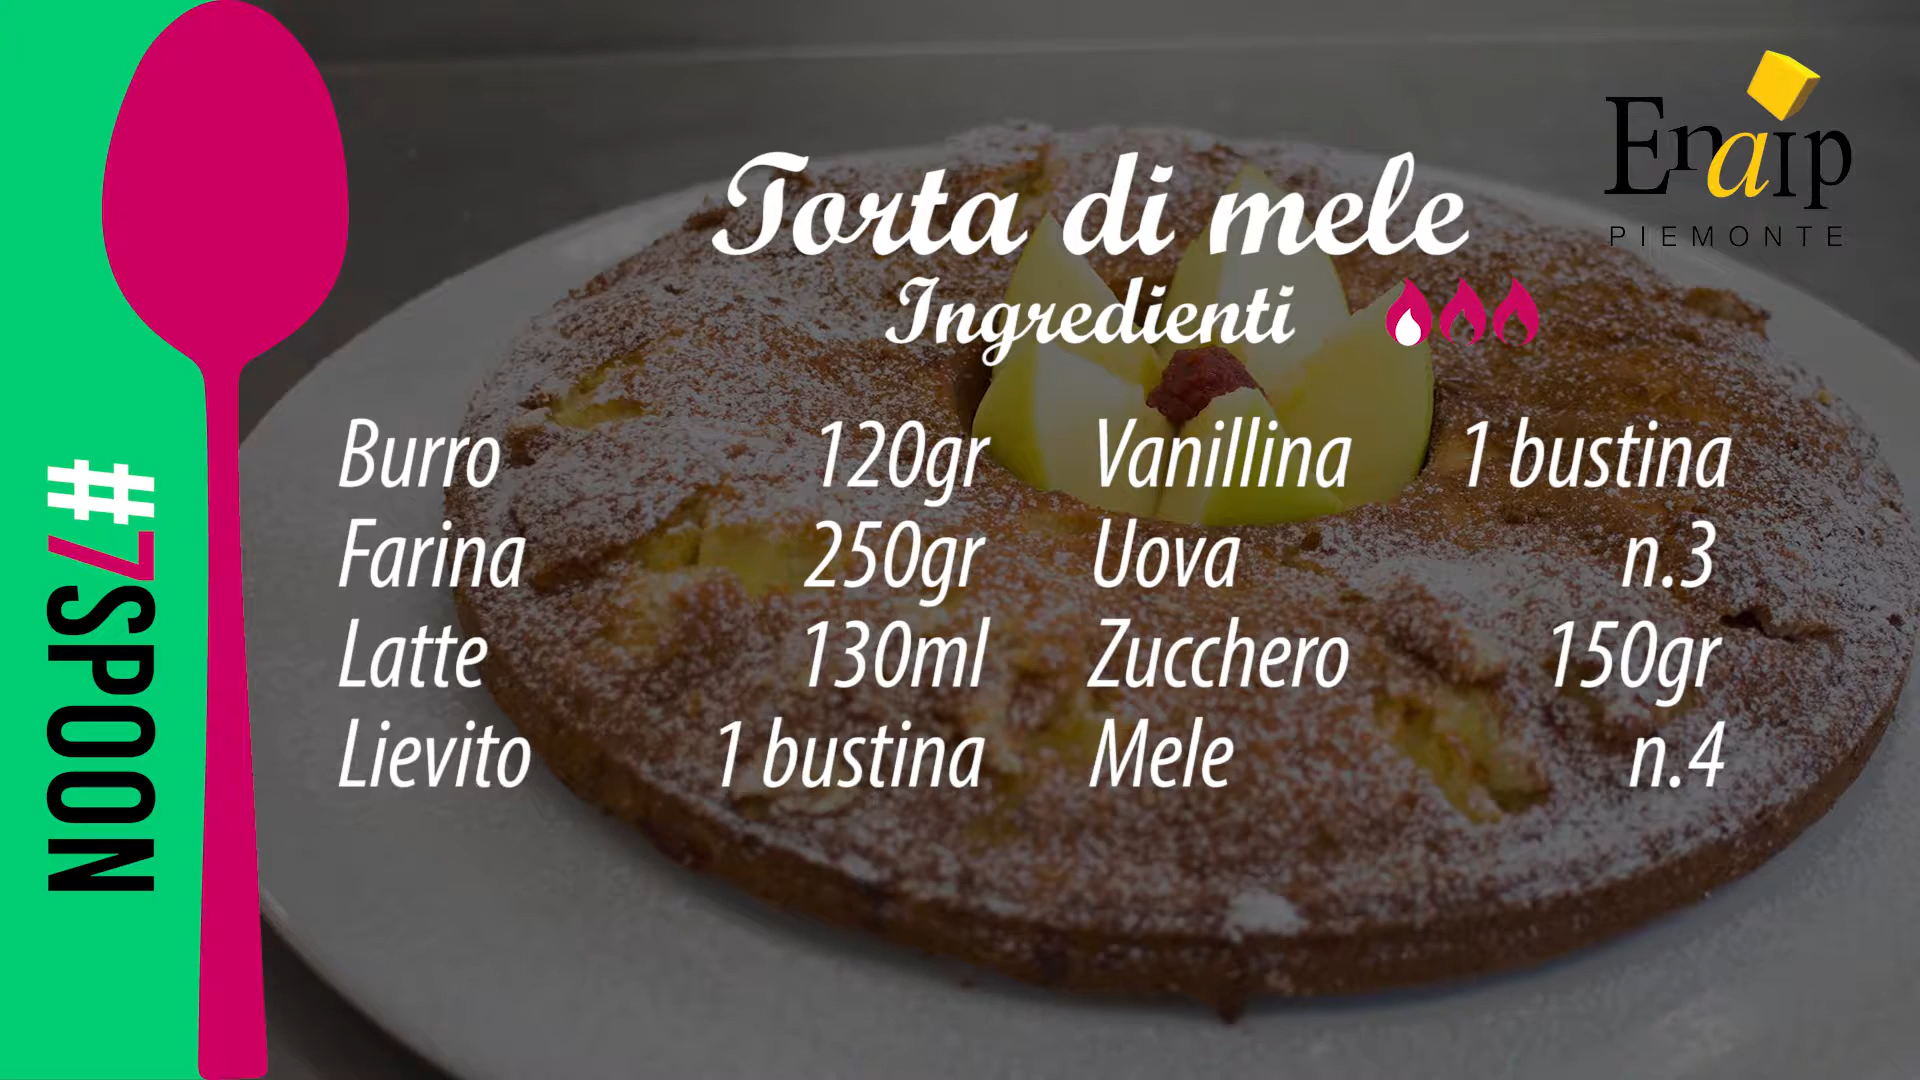 #7SPOON
Enaip
PIEMONTE
Torta di mele
Ingredienti
Burro 120gr
Farina 250gr
Latte 130ml
Lievito 1 bustina
Vanillina 1 bustina
Uova n.3
Zucchero 150gr
Mele n.4